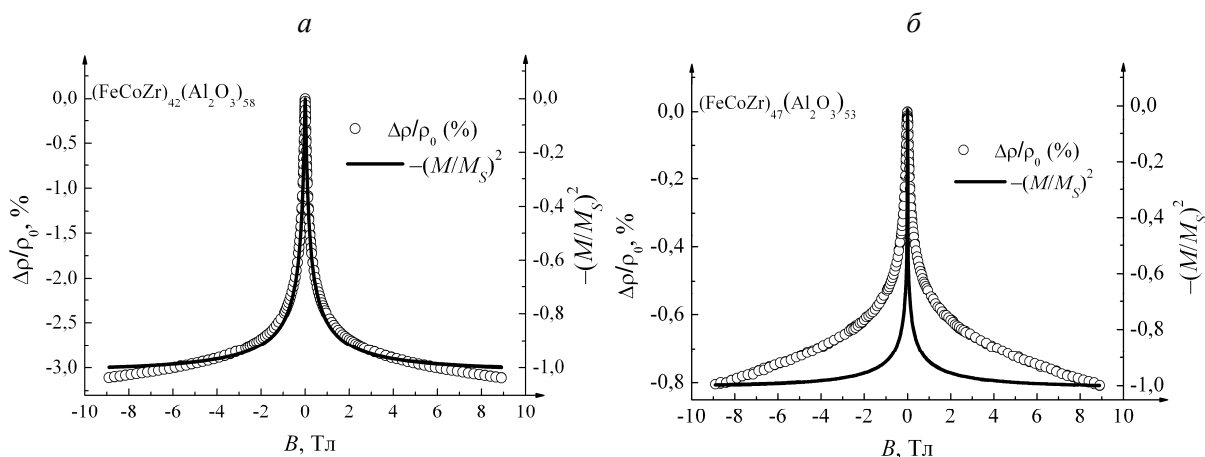 а
(FeCoZr)₄₂(Al₂O₃)₅₈
0,0
-0,5
-1,0
-1,5
-2,0
-2,5
-3,0
Δρ/ρ₀, %
Δρ/ρ₀ (%)
−(M/M_S)²
0,0
-0,2
-0,4
-0,6
-0,8
-1,0
−(M/M_S)²
-10 -8 -6 -4 -2 0 2 4 6 8 10
B, Тл
б
(FeCoZr)₄₇(Al₂O₃)₅₃
0,0
-0,2
-0,4
-0,6
-0,8
Δρ/ρ₀, %
Δρ/ρ₀ (%)
−(M/M_S)²
0,0
-0,2
-0,4
-0,6
-0,8
-1,0
−(M/M_S)²
-10 -8 -6 -4 -2 0 2 4 6 8 10
B, Тл